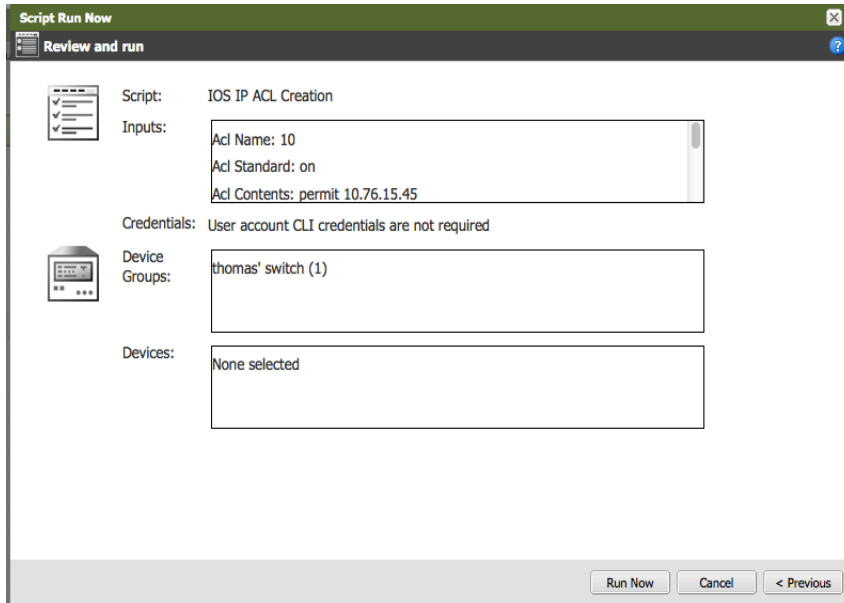 Script Run Now
Review and run
?
Script: IOS IP ACL Creation
Inputs:
Acl Name: 10
Acl Standard: on
Acl Contents: permit 10.76.15.45
Credentials: User account CLI credentials are not required
Device
Groups:
thomas' switch (1)
Devices:
None selected
Run Now Cancel < Previous